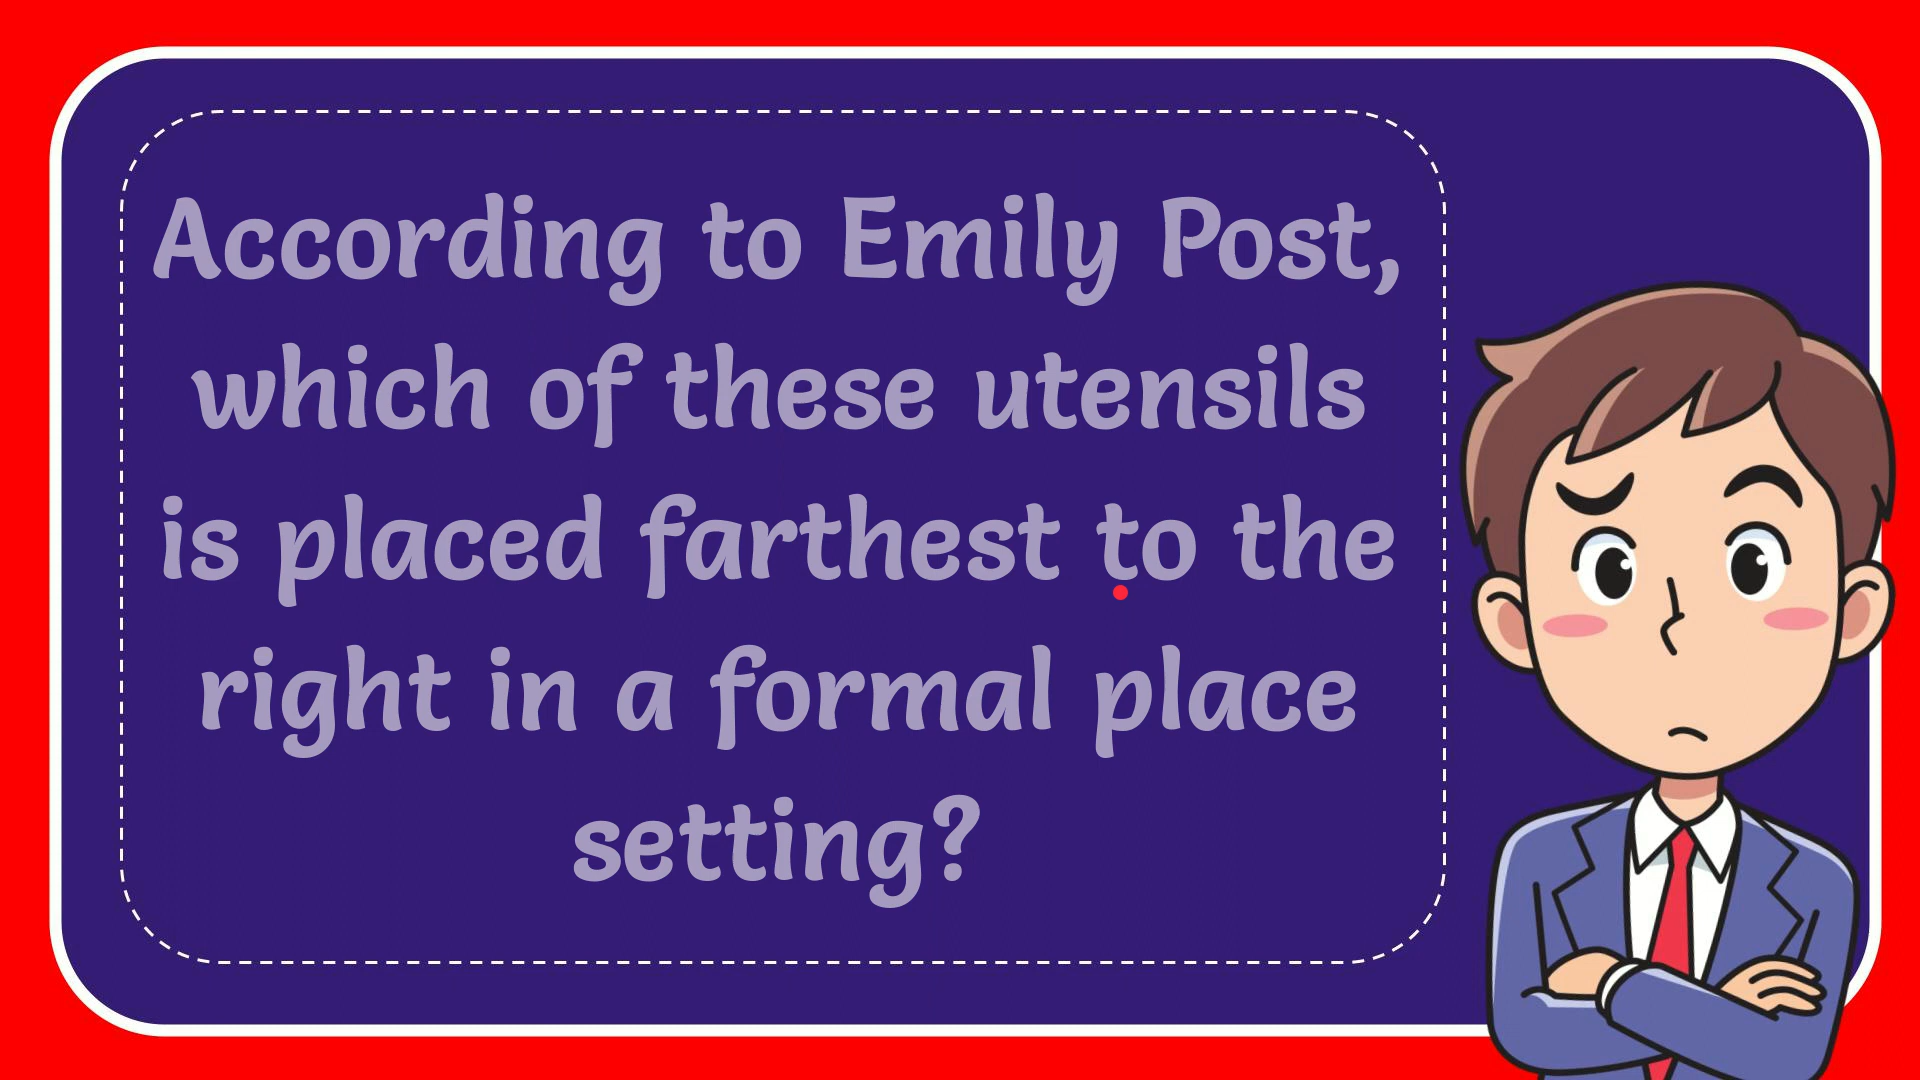 According to Emily Post,
which of these utensils
is placed farthest to the
right in a formal place
setting?